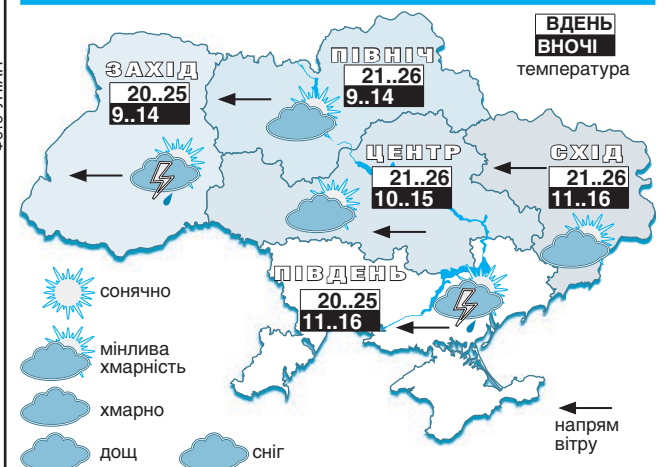 ВДЕНЬ
ВНОЧІ
температура
ПІВНІЧ
21..26
9..14
ЗАХІД
20..25
9..14
ЦЕНТР
21..26
10..15
СХІД
21..26
11..16
ПІВДЕНЬ
20..25
11..16
сонячно
мінлива
хмарність
хмарно
дощ
сніг
напрям
вітру